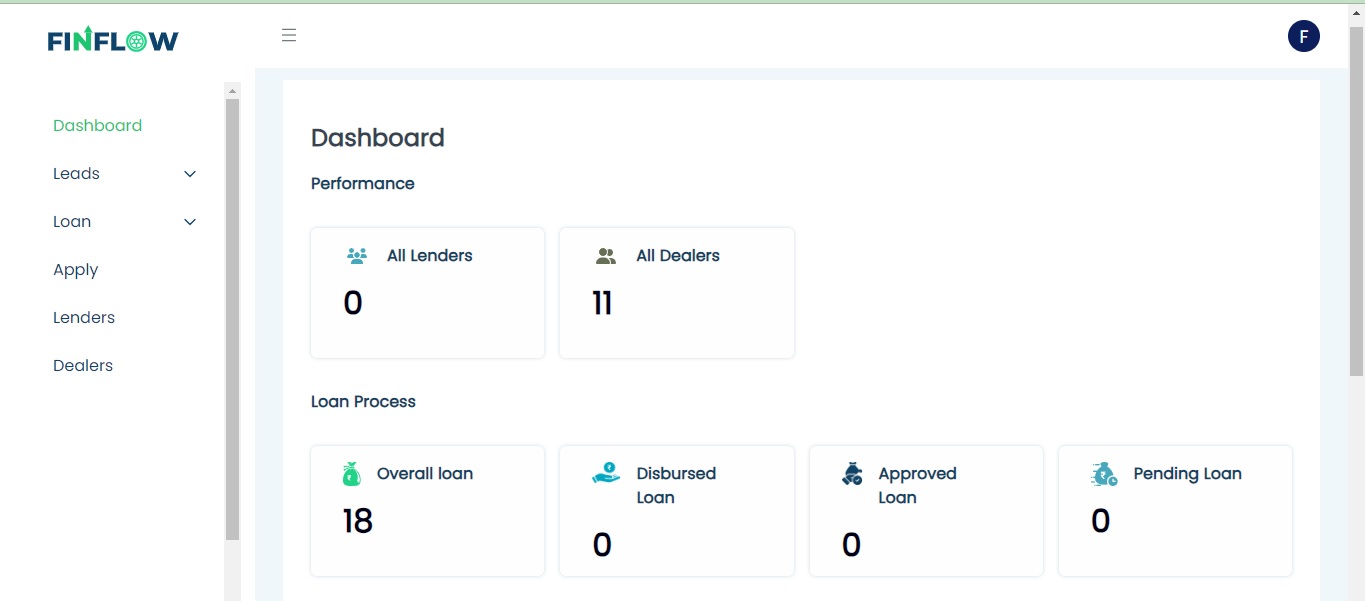 FINFLOW
F
Dashboard
Leads
Loan
Apply
Lenders
Dealers
Dashboard
Performance
All Lenders
0
All Dealers
11
Loan Process
Overall loan
18
Disbursed
Loan
0
Approved
Loan
0
Pending Loan
0